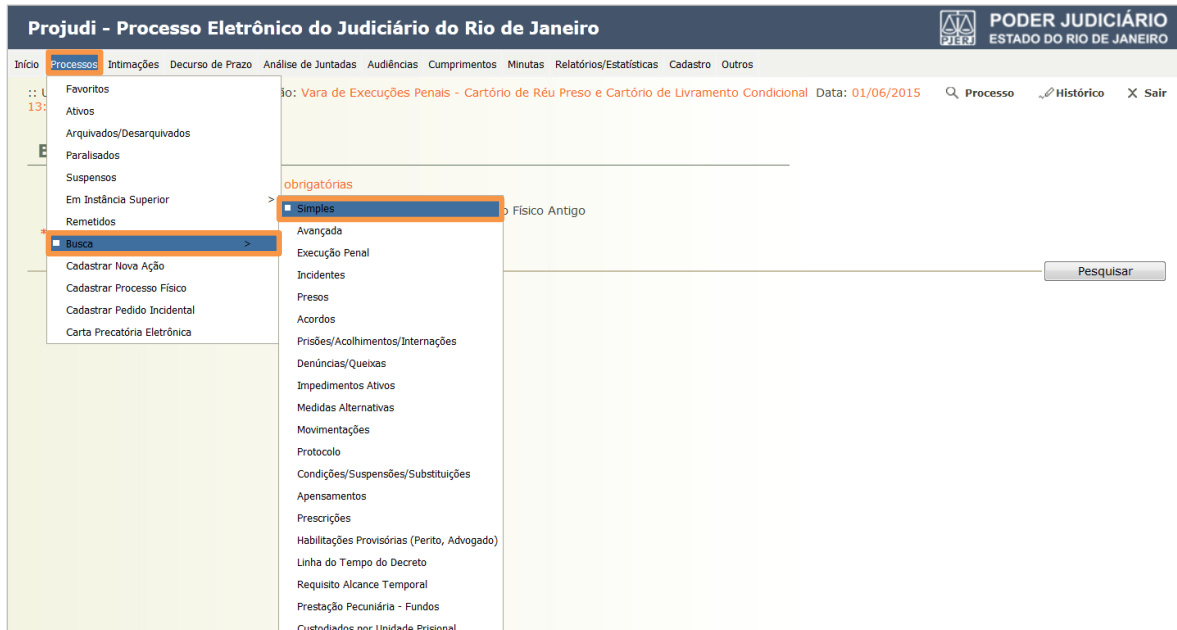 Projudi - Processo Eletrônico do Judiciário do Rio de Janeiro
PJERJ
PODER JUDICIÁRIO
ESTADO DO RIO DE JANEIRO
Início Processos Intimações Decurso de Prazo Análise de Juntadas Audiências Cumprimentos Minutas Relatórios/Estatísticas Cadastro Outros
:: U ão: Vara de Execuções Penais - Cartório de Réu Preso e Cartório de Livramento Condicional Data: 01/06/2015 Processo Histórico X Sair
13:
Favoritos
Ativos
Arquivados/Desarquivados
Paralisados
Suspensos
Em Instância Superior >
Remetidos
Busca >
Cadastrar Nova Ação
Cadastrar Processo Físico
Cadastrar Pedido Incidental
Carta Precatória Eletrônica
obrigatórias
o Físico Antigo
*
Simples
Avançada
Execução Penal
Incidentes
Presos
Acordos
Prisões/Acolhimentos/Internações
Denúncias/Queixas
Impedimentos Ativos
Medidas Alternativas
Movimentações
Protocolo
Condições/Suspensões/Substituições
Apensamentos
Prescrições
Habilitações Provisórias (Perito, Advogado)
Linha do Tempo do Decreto
Requisito Alcance Temporal
Prestação Pecuniária - Fundos
Custodiados por Unidade Prisional
Pesquisar